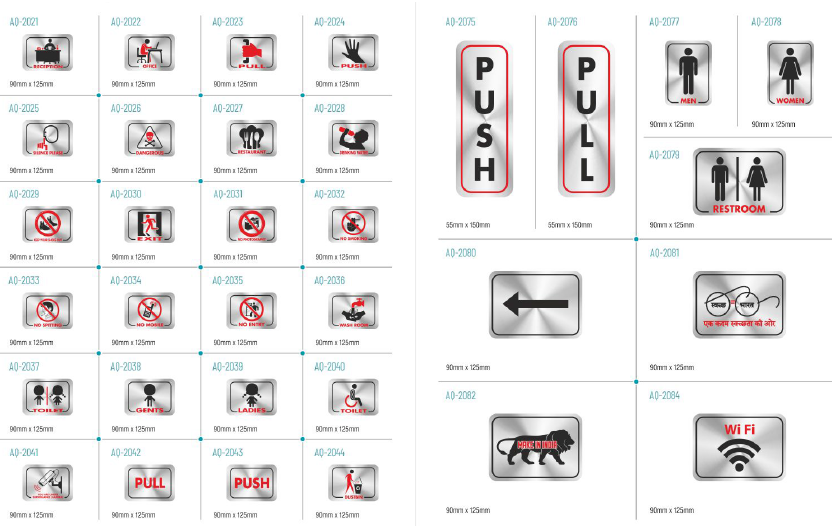 AQ-2021
RECEPTION
90mm x 125mm
AQ-2022
OFFICE
90mm x 125mm
AQ-2023
PULL
90mm x 125mm
AQ-2024
PUSH
90mm x 125mm
AQ-2025
SILENCE PLEASE
90mm x 125mm
AQ-2026
DANGEROUS
90mm x 125mm
AQ-2027
RESTAURANT
90mm x 125mm
AQ-2028
DRINKING WATER
90mm x 125mm
AQ-2029
90mm x 125mm
AQ-2030
EXIT
90mm x 125mm
AQ-2031
90mm x 125mm
AQ-2032
NO SMOKING
90mm x 125mm
AQ-2033
NO SPITTING
90mm x 125mm
AQ-2034
NO MOBILE
90mm x 125mm
AQ-2035
NO ENTRY
90mm x 125mm
AQ-2036
WASH ROOM
90mm x 125mm
AQ-2037
TOILET
90mm x 125mm
AQ-2038
GENTS
90mm x 125mm
AQ-2039
LADIES
90mm x 125mm
AQ-2040
TOILET
90mm x 125mm
AQ-2041
90mm x 125mm
AQ-2042
PULL
90mm x 125mm
AQ-2043
PUSH
90mm x 125mm
AQ-2044
DUSTBIN
90mm x 125mm
AQ-2075
PUSH
55mm x 150mm
AQ-2076
PULL
55mm x 150mm
AQ-2077
MEN
90mm x 125mm
AQ-2078
WOMEN
90mm x 125mm
AQ-2079
RESTROOM
90mm x 125mm
AQ-2080
90mm x 125mm
AQ-2081
स्वच्छ भारत
एक कदम स्वच्छता की ओर
90mm x 125mm
AQ-2082
MAKE IN INDIA
90mm x 125mm
AQ-2084
Wi Fi
90mm x 125mm